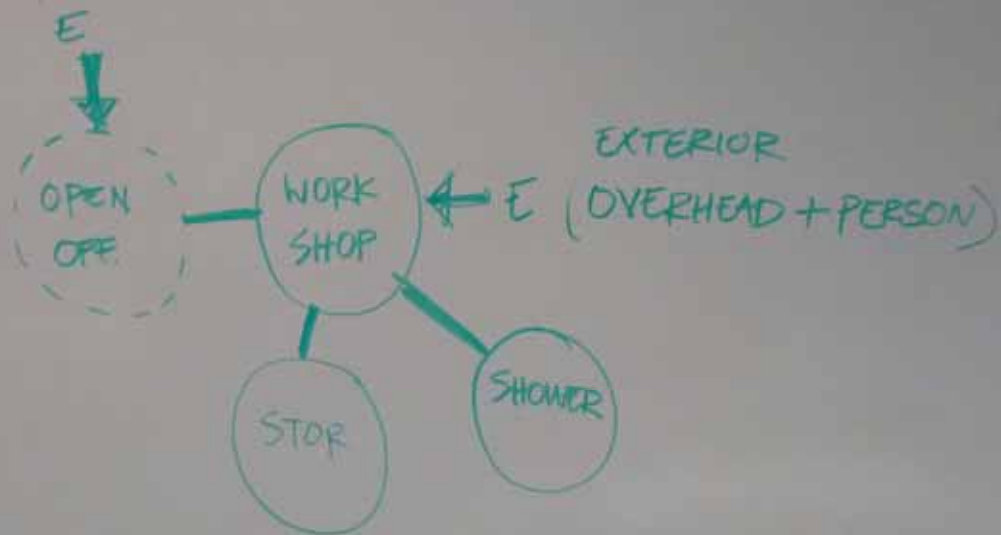 E
OPEN
OFF.
WORK
SHOP
E (OVERHEAD + PERSON)
EXTERIOR
STOR
SHOWER